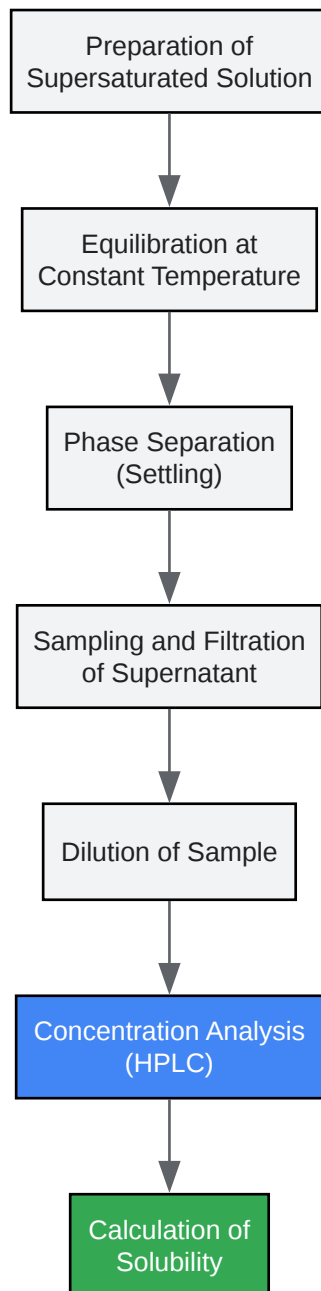 Preparation of
Supersaturated Solution
Equilibration at
Constant Temperature
Phase Separation
(Settling)
Sampling and Filtration
of Supernatant
Dilution of Sample
Concentration Analysis
(HPLC)
Calculation of
Solubility